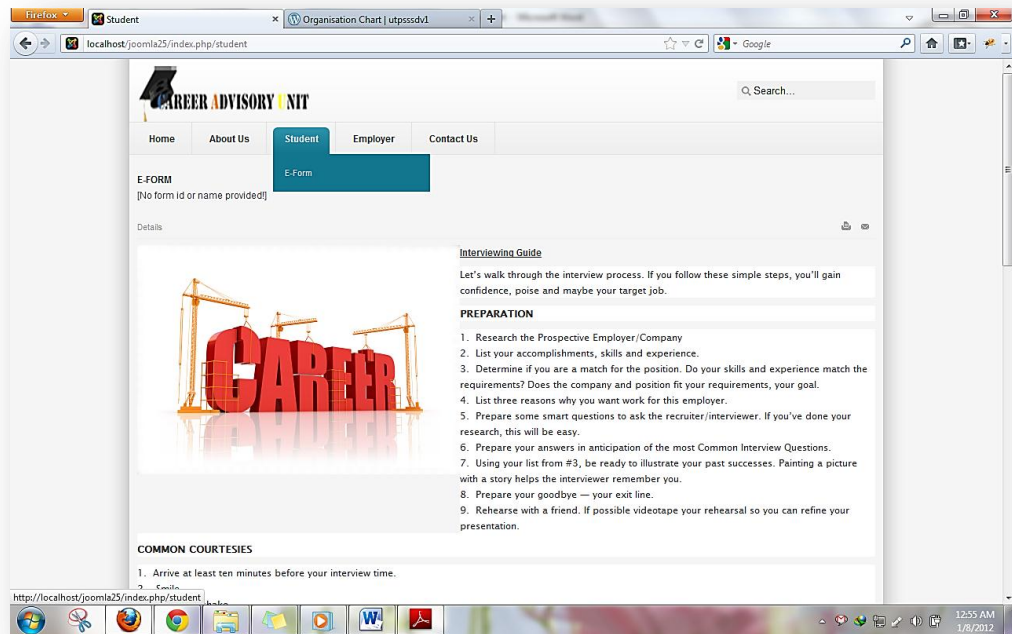 Firefox
Student
Organisation Chart | utpsssdv1
localhost/joomla25/index.php/student
Google
CAREER ADVISORY UNIT
Search...
Home
About Us
Student
Employer
Contact Us
E-Form
E-FORM
[No form id or name provided!]
Details
CAREER
Interviewing Guide
Let's walk through the interview process. If you follow these simple steps, you'll gain
confidence, poise and maybe your target job.
PREPARATION
1. Research the Prospective Employer/Company
2. List your accomplishments, skills and experience.
3. Determine if you are a match for the position. Do your skills and experience match the
requirements? Does the company and position fit your requirements, your goal.
4. List three reasons why you want work for this employer.
5. Prepare some smart questions to ask the recruiter/interviewer. If you've done your
research, this will be easy.
6. Prepare your answers in anticipation of the most Common Interview Questions.
7. Using your list from #3, be ready to illustrate your past successes. Painting a picture
with a story helps the interviewer remember you.
8. Prepare your goodbye — your exit line.
9. Rehearse with a friend. If possible videotape your rehearsal so you can refine your
presentation.
COMMON COURTESIES
1. Arrive at least ten minutes before your interview time.
2. Smile
http://localhost/joomla25/index.php/student
12:55 AM
1/8/2012